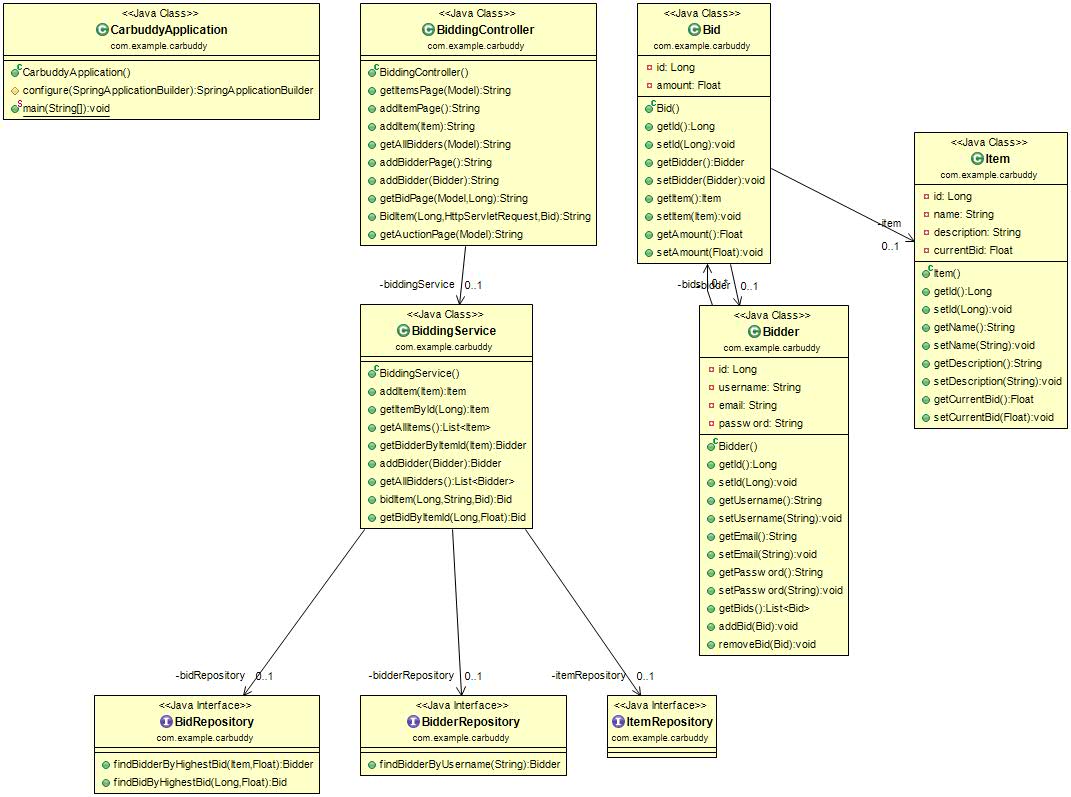 <<Java Class>>
CarbuddyApplication
com.example.carbuddy
CarbuddyApplication()
configure(SpringApplicationBuilder):SpringApplicationBuilder
main(String[]):void
<<Java Class>>
BiddingController
com.example.carbuddy
BiddingController()
getItemsPage(Model):String
addItemPage():String
addItem(Item):String
getAllBidders(Model):String
addBidderPage():String
addBidder(Bidder):String
getBidPage(Model,Long):String
BidItem(Long,HttpServletRequest,Bid):String
getAuctionPage(Model):String
<<Java Class>>
Bid
com.example.carbuddy
id: Long
amount: Float
Bid()
getId():Long
setId(Long):void
getBidder():Bidder
setBidder(Bidder):void
getItem():Item
setItem(Item):void
getAmount():Float
setAmount(Float):void
<<Java Class>>
Item
com.example.carbuddy
id: Long
name: String
description: String
currentBid: Float
Item()
getId():Long
setId(Long):void
getName():String
setName(String):void
getDescription():String
setDescription(String):void
getCurrentBid():Float
setCurrentBid(Float):void
-item
0..1
-biddingService 0..1
-bids
-bidder 0..1
<<Java Class>>
BiddingService
com.example.carbuddy
BiddingService()
addItem(Item):Item
getItemById(Long):Item
getAllItems():List<Item>
getBidderByItemId(Item):Bidder
addBidder(Bidder):Bidder
getAllBidders():List<Bidder>
bidItem(Long,String,Bid):Bid
getBidByItemId(Long,Float):Bid
<<Java Class>>
Bidder
com.example.carbuddy
id: Long
username: String
email: String
password: String
Bidder()
getId():Long
setId(Long):void
getUsername():String
setUsername(String):void
getEmail():String
setEmail(String):void
getPassword():String
setPassword(String):void
getBids():List<Bid>
addBid(Bid):void
removeBid(Bid):void
-bidRepository 0..1
-bidderRepository 0..1
-itemRepository 0..1
<<Java Interface>>
BidRepository
com.example.carbuddy
findBidderByHighestBid(Item,Float):Bidder
findBidByHighestBid(Long,Float):Bid
<<Java Interface>>
BidderRepository
com.example.carbuddy
findBidderByUsername(String):Bidder
<<Java Interface>>
ItemRepository
com.example.carbuddy